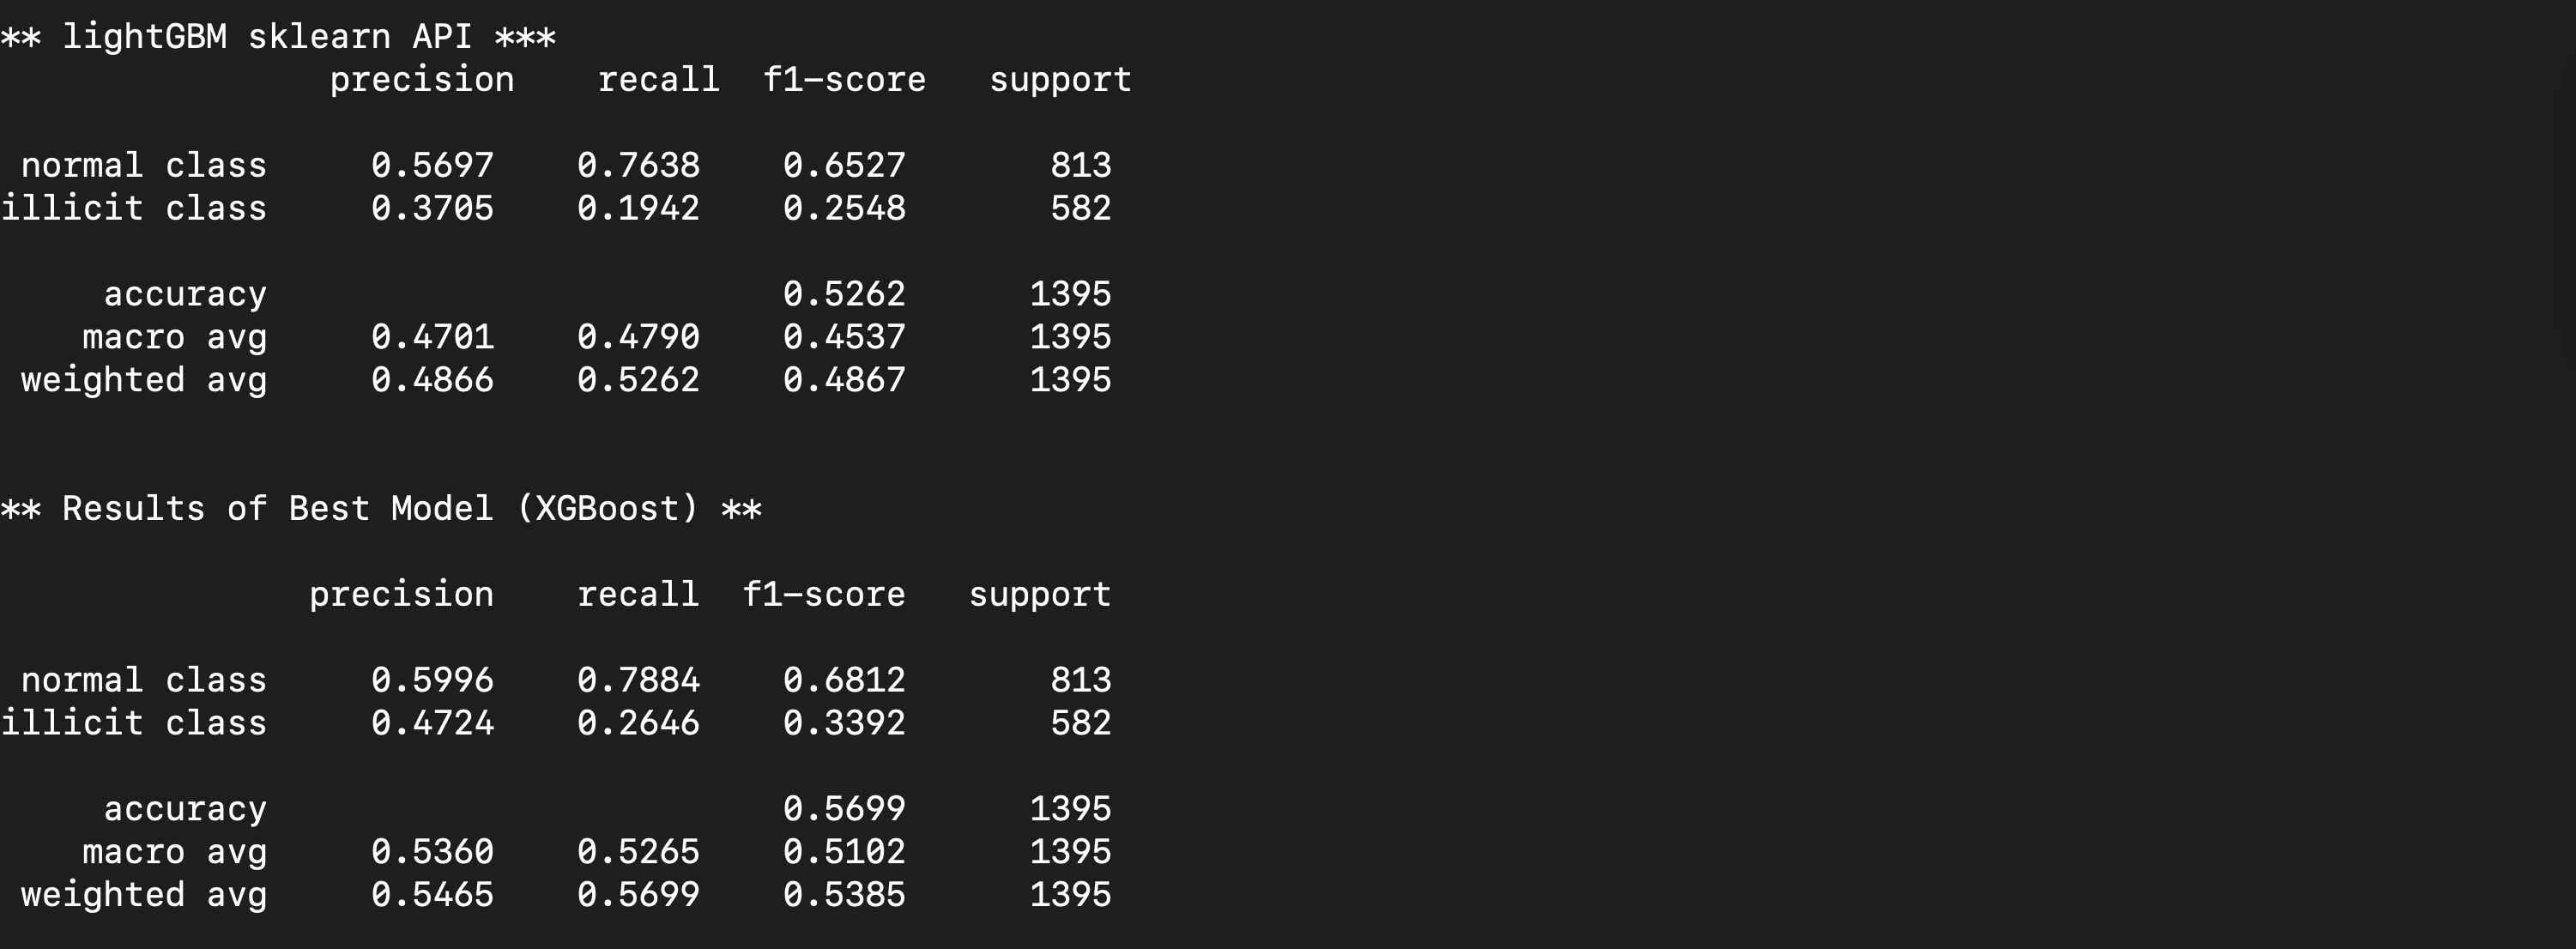 ** lightGBM sklearn API ***
precision recall f1-score support
normal class 0.5697 0.7638 0.6527 813
illicit class 0.3705 0.1942 0.2548 582
accuracy 0.5262 1395
macro avg 0.4701 0.4790 0.4537 1395
weighted avg 0.4866 0.5262 0.4867 1395
** Results of Best Model (XGBoost) **
precision recall f1-score support
normal class 0.5996 0.7884 0.6812 813
illicit class 0.4724 0.2646 0.3392 582
accuracy 0.5699 1395
macro avg 0.5360 0.5265 0.5102 1395
weighted avg 0.5465 0.5699 0.5385 1395